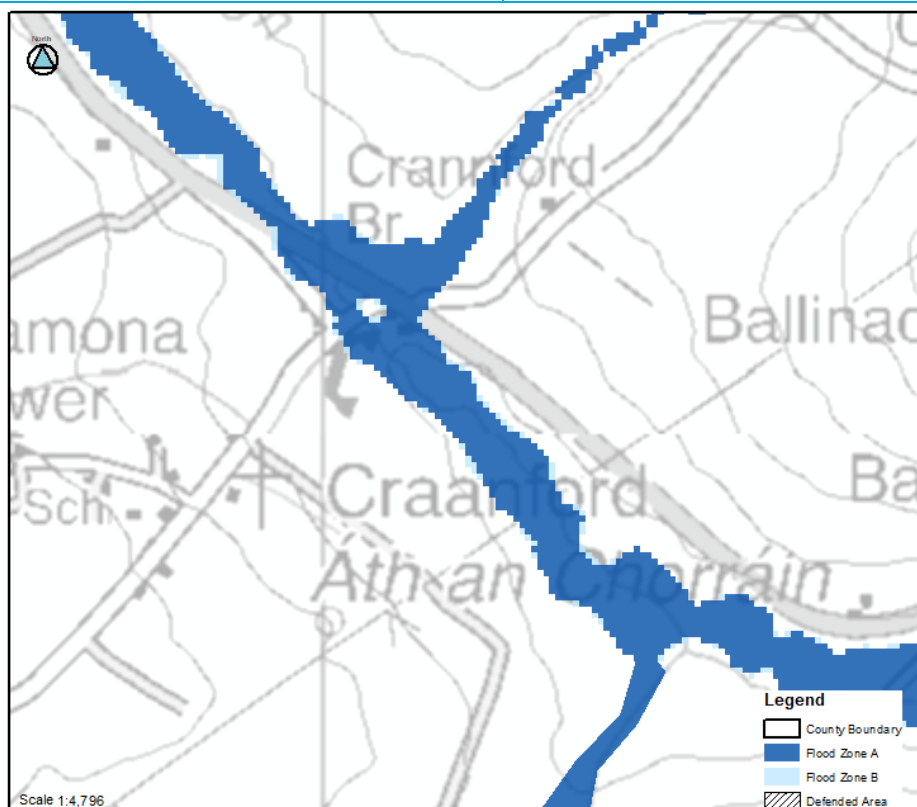 North
Crannford
Br
Ballinac
amona
wer
Ba
Sch
Craanford
Ath an Chorráin
Legend
County Boundary
Flood Zone A
Flood Zone B
Defended Area
Scale 1:4,796